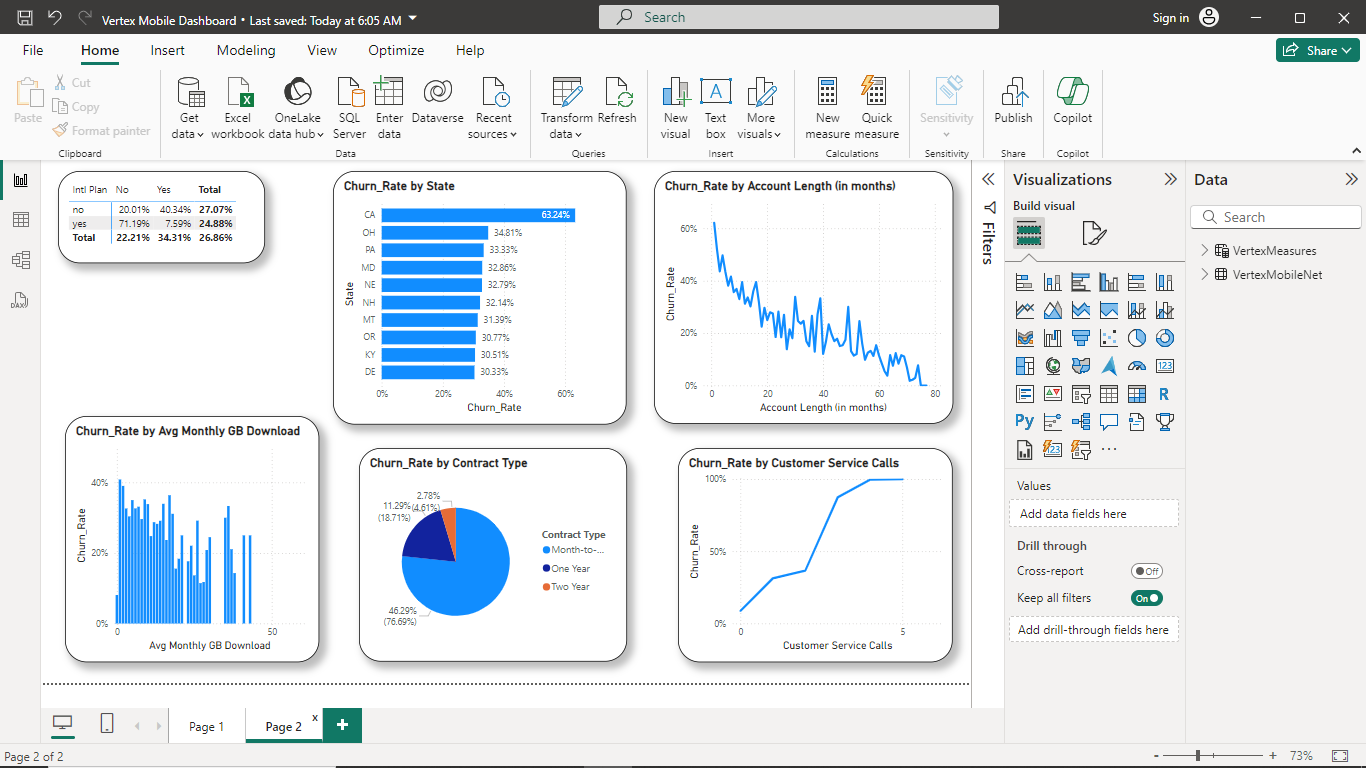 Vertex Mobile Dashboard • Last saved: Today at 6:05 AM
Search
Sign in
File
Home
Insert
Modeling
View
Optimize
Help
Share
Paste
Cut
Copy
Format painter
Clipboard
Get data
Excel workbook
OneLake data hub
SQL Server
Enter data
Dataverse
Recent sources
Data
Transform data
Refresh
Queries
New visual
A
Text box
More visuals
Insert
New measure
Quick measure
Calculations
Sensitivity
Sensitivity
Publish
Share
Copilot
Copilot
DAX
Intl Plan No Yes Total
no 20.01% 40.34% 27.07%
yes 71.19% 7.59% 24.88%
Total 22.21% 34.31% 26.86%
Churn_Rate by State
State
CA 63.24%
OH 34.81%
PA 33.33%
MD 32.86%
NE 32.79%
NH 32.14%
MT 31.39%
OR 30.77%
KY 30.51%
DE 30.33%
0% 20% 40% 60%
Churn_Rate
Churn_Rate by Account Length (in months)
Churn_Rate
60%
40%
20%
0%
0 20 40 60 80
Account Length (in months)
Churn_Rate by Avg Monthly GB Download
Churn_Rate
40%
20%
0%
0 50
Avg Monthly GB Download
Churn_Rate by Contract Type
2.78%
(4.61%)
11.29%
(18.71%)
46.29%
(76.69%)
Contract Type
Month-to-...
One Year
Two Year
Churn_Rate by Customer Service Calls
Churn_Rate
100%
50%
0%
0 5
Customer Service Calls
Filters
Visualizations
Build visual
123
R
Py
123
...
Values
Add data fields here
Drill through
Cross-report
Off
Keep all filters
On
Add drill-through fields here
Data
Search
VertexMeasures
VertexMobileNet
Page 1
Page 2
x
+
Page 2 of 2
- + 73%